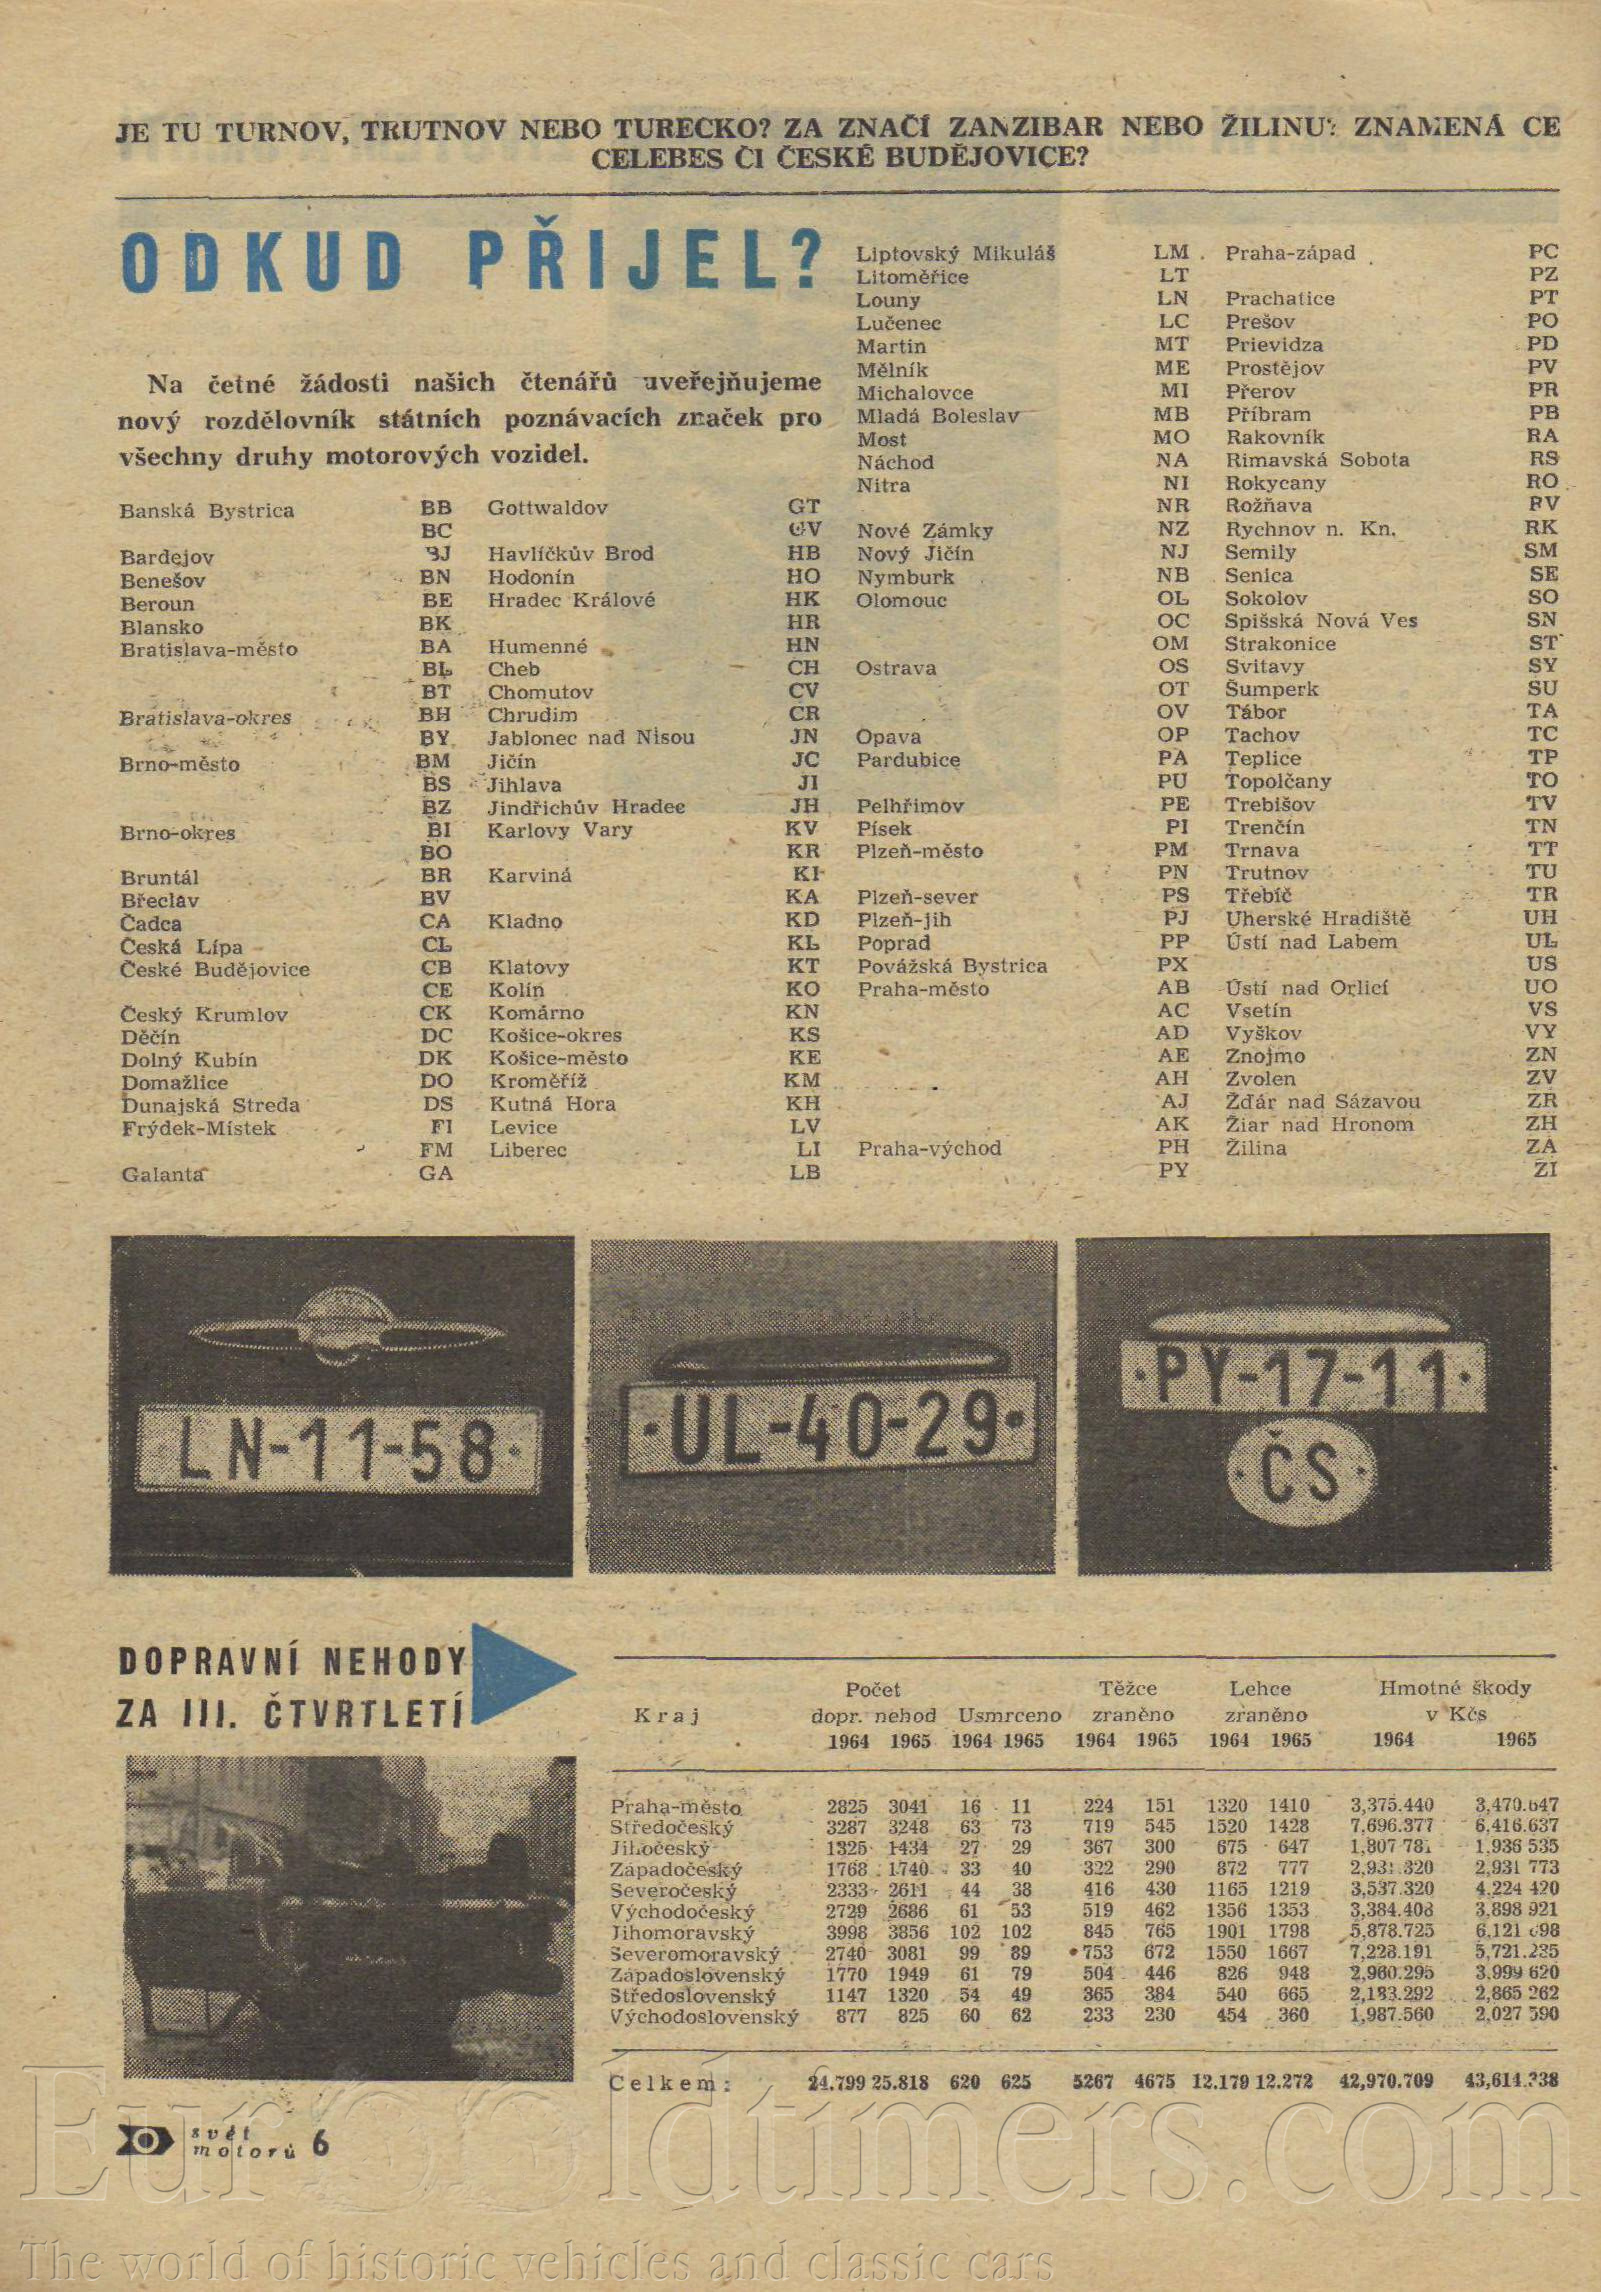 JE TU TURNOV, TRUTNOV NEBO TURECKO? ZA ZNAČÍ ZANZIBAR NEBO ŽILINU? ZNAMENÁ CE
CELEBES ČI ČESKÉ BUDĚJOVICE?
ODKUD PŘIJEL?
Na četné žádosti našich čtenářů uveřejňujeme
nový rozdělovník státních poznávacích značek pro
všechny druhy motorových vozidel.
Banská Bystrica BB
BC
Bardejov BJ
Benešov BN
Beroun BE
Blansko BK
Bratislava-město BA
BL
BT
Bratislava-okres BH
BY
Brno-město BM
BS
BZ
Brno-okres BI
BO
Bruntál BR
Břeclav BV
Čadca CA
Česká Lípa CL
České Budějovice CB
CE
Český Krumlov CK
Děčín DC
Dolný Kubín DK
Domažlice DO
Dunajská Streda DS
Frýdek-Místek FI
FM
Galanta GA
Gottwaldov GT
GV
Havlíčkův Brod HB
Hodonín HO
Hradec Králové HK
HR
Humenné HN
Cheb CH
Chomutov CV
Chrudim CR
Jablonec nad Nisou JN
Jičín JC
Jihlava JI
Jindřichův Hradec JH
Karlovy Vary KV
KR
Karviná KI
KA
Kladno KD
KL
Klatovy KT
Kolín KO
Komárno KN
Košice-okres KS
Košice-město KE
Kroměříž KM
Kutná Hora KH
Levice LV
Liberec LI
LB
Liptovský Mikuláš LM
Litoměřice LT
Louny LN
Lučenec LC
Martin MT
Mělník ME
Michalovce MI
Mladá Boleslav MB
Most MO
Náchod NA
Nitra NI
NR
Nové Zámky NZ
Nový Jičín NJ
Nymburk NB
Olomouc OL
OC
OM
Ostrava OS
OT
OV
Opava OP
Pardubice PA
PU
Pelhřimov PE
Písek PI
Plzeň-město PM
PN
Plzeň-sever PS
Plzeň-jih PJ
Poprad PP
Považská Bystrica PX
Praha-město AB
AC
AD
AE
AH
AJ
AK
Praha-východ PH
PY
Praha-západ PC
PZ
Prachatice PT
Prešov PO
Prievidza PD
Prostějov PV
Přerov PR
Příbram PB
Rakovník RA
Rimavská Sobota RS
Rokycany RO
Rožňava RV
Rychnov n. Kn. RK
Semily SM
Senica SE
Sokolov SO
Spišská Nová Ves SN
Strakonice ST
Svitavy SY
Šumperk SU
Tábor TA
Tachov TC
Teplice TP
Topolčany TO
Trebišov TV
Trenčín TN
Trnava TT
Trutnov TU
Třebíč TR
Uherské Hradiště UH
Ústí nad Labem UL
US
Ústí nad Orlicí UO
Vsetín VS
Vyškov VY
Znojmo ZN
Zvolen ZV
Žďár nad Sázavou ZR
Žiar nad Hronom ZH
Žilina ZA
ZI
·LN-11-58·
·UL-40-29·
·PY-17-11·
·ČS·
DOPRAVNÍ NEHODY
ZA III. ČTVRTLETÍ
Počet Těžce Lehce Hmotné škody
Kraj dopr. nehod Usmrceno zraněno zraněno v Kčs
1964 1965 1964 1965 1964 1965 1964 1965 1964 1965
Praha-město 2825 3041 16 11 224 151 1320 1410 3,375.440 3,470.647
Středočeský 3287 3248 63 73 719 545 1520 1428 7,696.377 6,416.637
Jihočeský 1325 1434 27 29 367 300 675 647 1,807 781 1.936 535
Západočeský 1768 1740 33 40 322 290 872 777 2,931.320 2,931 773
Severočeský 2333 2611 44 38 416 430 1165 1219 3,537.320 4.224 420
Východočeský 2729 2686 61 53 519 462 1356 1353 3,384.408 3,898 921
Jihomoravský 3998 3856 102 102 845 765 1901 1798 5,878.725 6,121 698
Severomoravský 2740 3081 99 89 753 672 1550 1667 7,228.191 5,721.235
Západoslovenský 1770 1949 61 79 504 446 826 948 2,960.295 3,999 620
Středoslovenský 1147 1320 54 49 365 384 540 665 2,183.292 2,865 262
Východoslovenský 877 825 60 62 233 230 454 360 1,987.560 2,027 590
Celkem: 24.799 25.818 620 625 5267 4675 12.179 12.272 42,970.709 43,614.338
svět
motorů 6
EuroOldtimers.com
The world of historic vehicles and classic cars